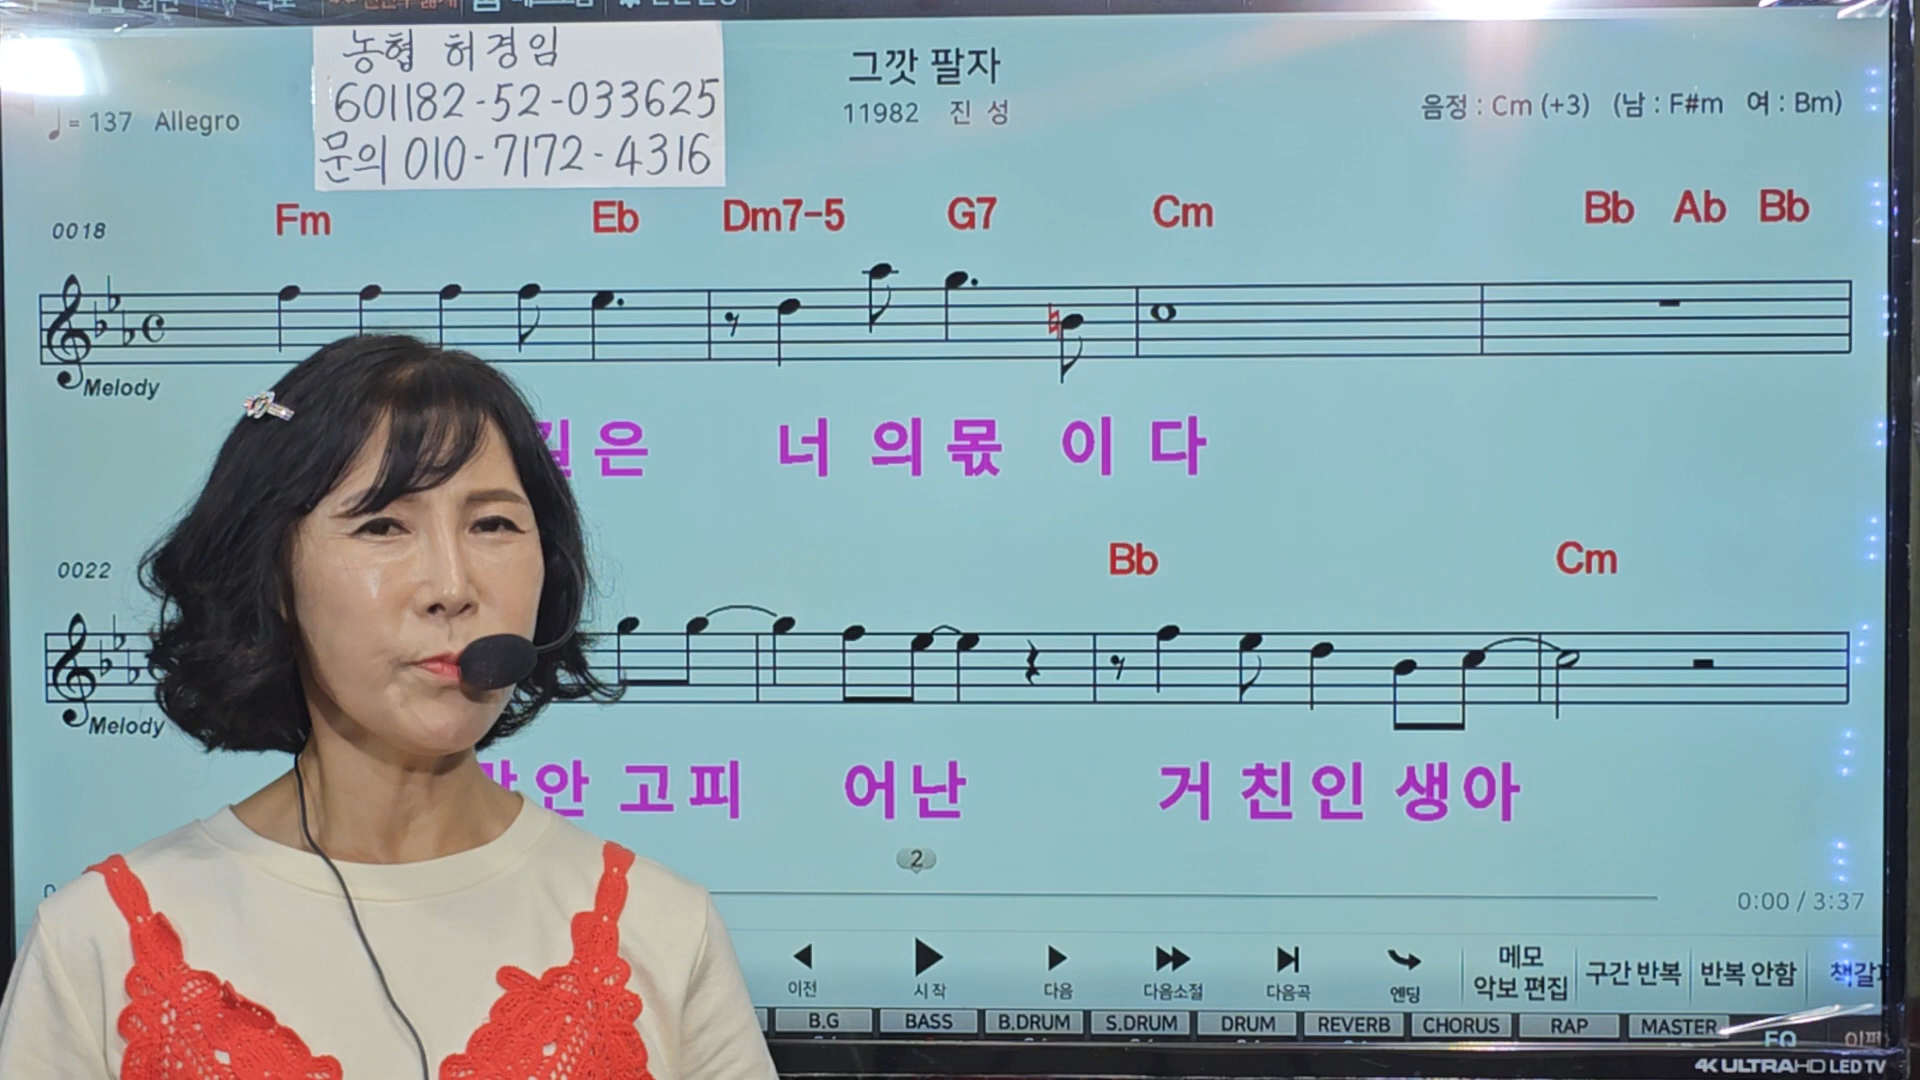 농협 허경임
601182-52-033625
문의 010-7172-4316
그깟 팔자
11982 진 성
♩= 137 Allegro
음정 : Cm (+3) (남 : F#m 여 : Bm)
0018
Fm Eb Dm7-5 G7 Cm Bb Ab Bb
Melody
은 너 의 몫 이 다
0022
Bb Cm
Melody
안 고 피 어 난 거 친 인 생 아
2
0:00 / 3:37
이전 시작 다음 다음소절 다음곡 엔딩
메모
악보 편집
구간 반복 반복 안함
B.G BASS B.DRUM S.DRUM DRUM REVERB CHORUS RAP MASTER
EQ
4K ULTRAHD LED TV